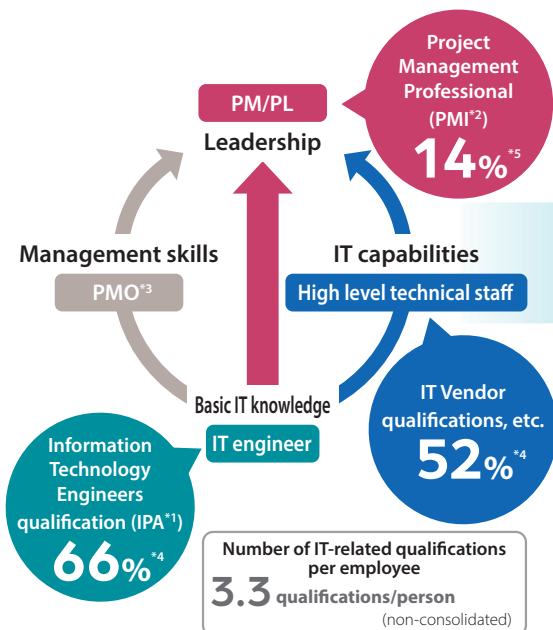 Project
Management
Professional
(PMI*2)
14%*5
PM/PL
Leadership
Management skills
PMO*3
IT capabilities
High level technical staff
IT Vendor
qualifications, etc.
52%*4
Basic IT knowledge
IT engineer
Information
Technology
Engineers
qualification (IPA*1)
66%*4
Number of IT-related qualifications
per employee
3.3 qualifications/person
(non-consolidated)